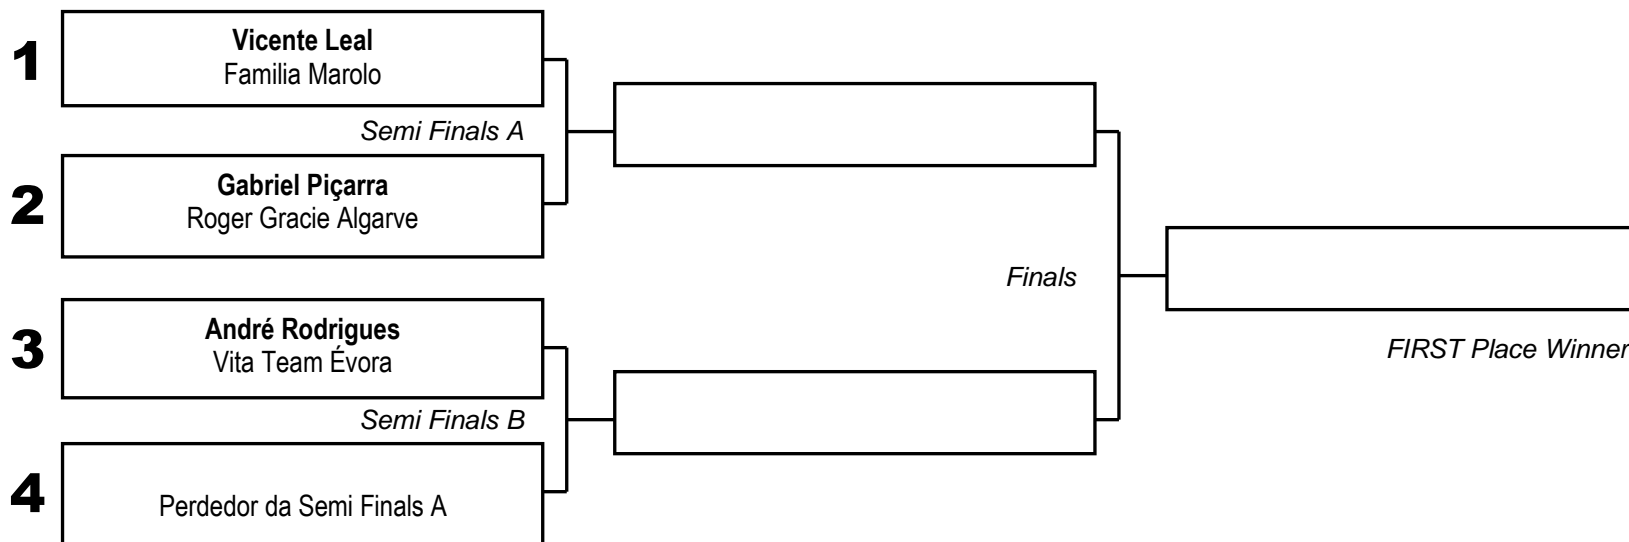 1
Vicente Leal
Familia Marolo
Semi Finals A
2
Gabriel Piçarra
Roger Gracie Algarve
Finals
3
André Rodrigues
Vita Team Évora
FIRST Place Winner
Semi Finals B
4
Perdedor da Semi Finals A